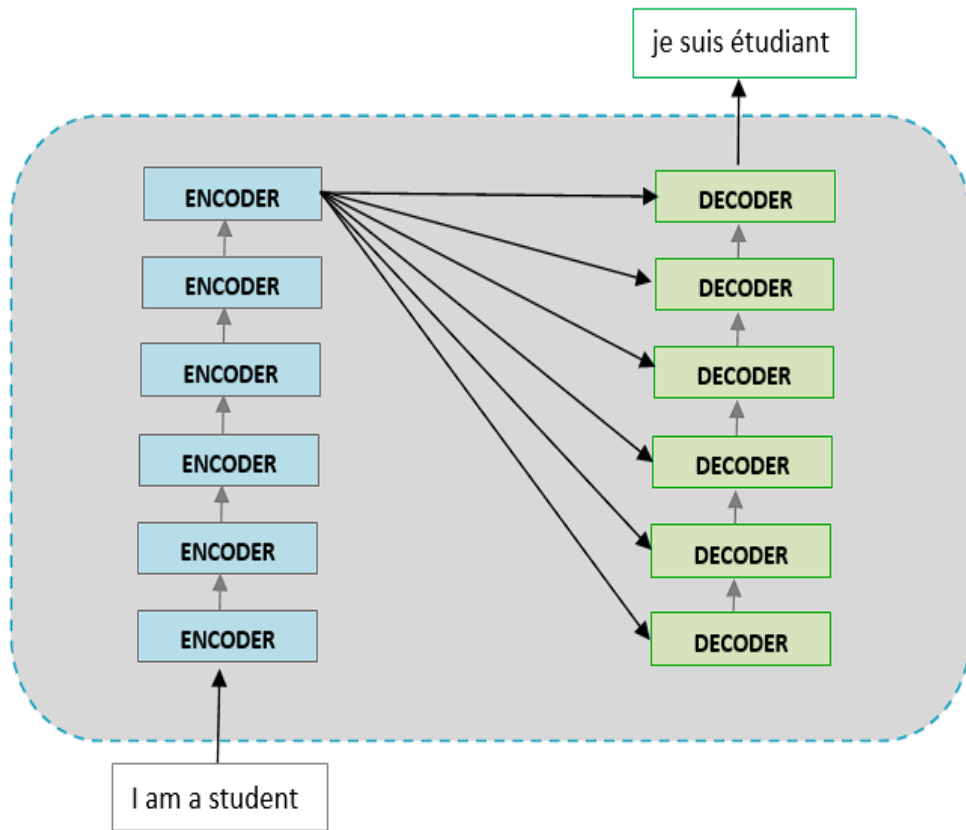 je suis étudiant
ENCODER
DECODER
ENCODER
DECODER
ENCODER
DECODER
ENCODER
DECODER
ENCODER
DECODER
ENCODER
DECODER
I am a student